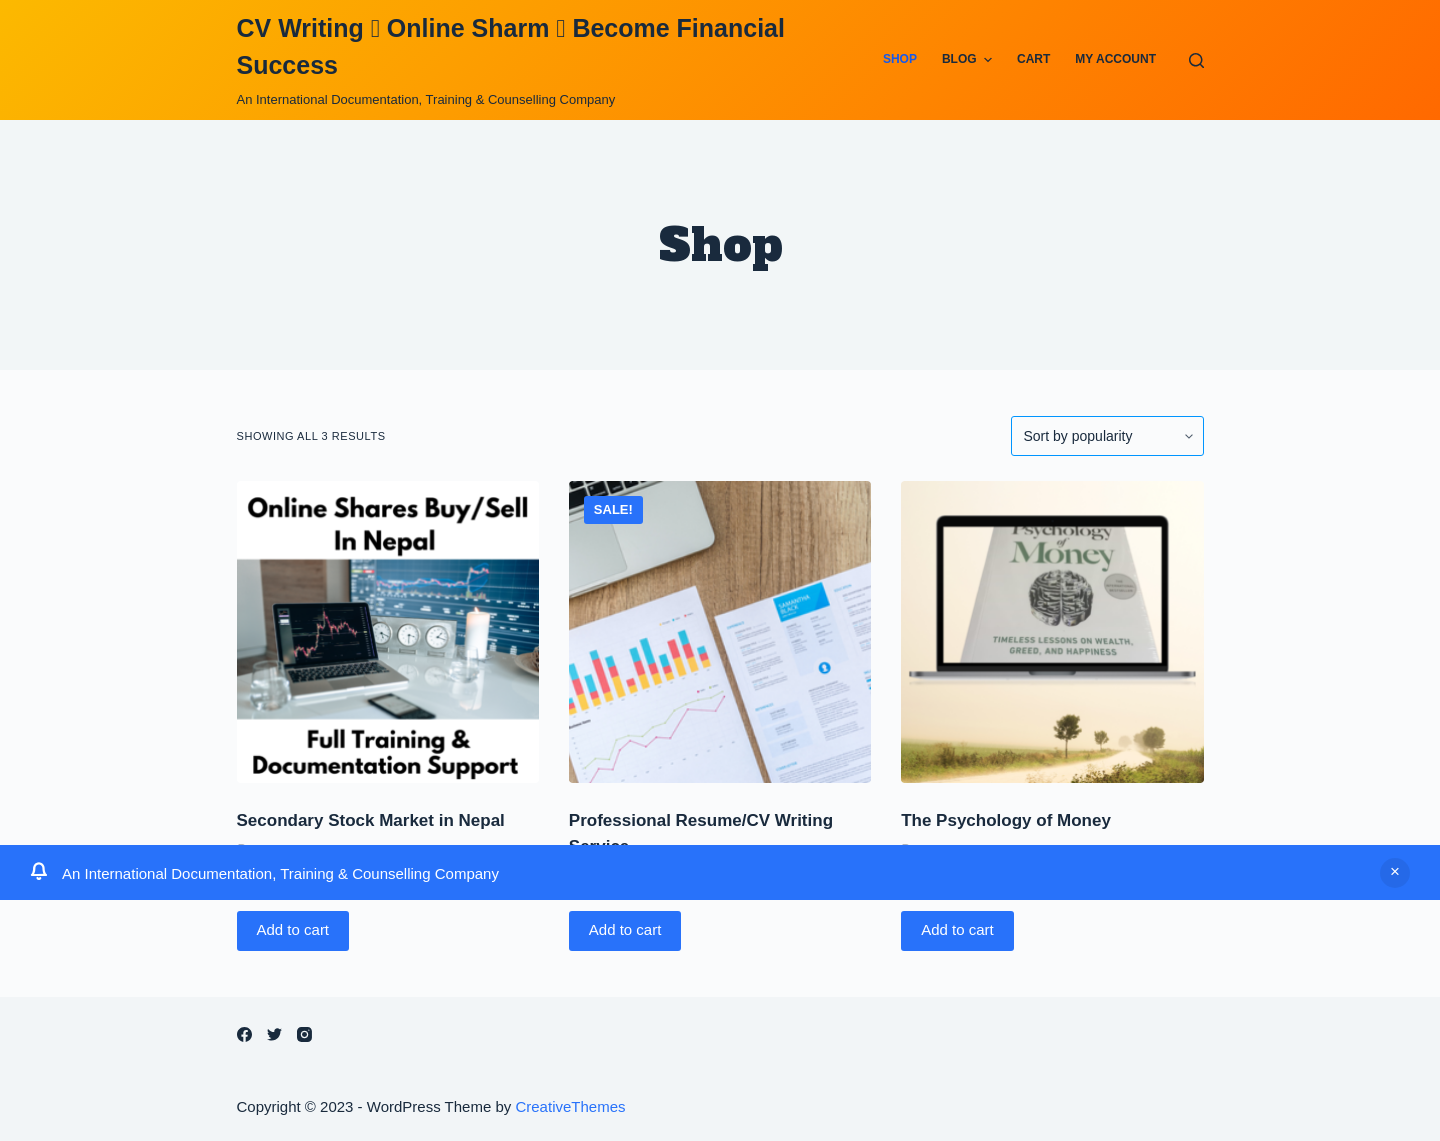 CV Writing ▯ Online Sharm ▯ Become Financial
Success
An International Documentation, Training & Counselling Company
SHOP BLOG CART MY ACCOUNT
Shop
SHOWING ALL 3 RESULTS
Sort by popularity
Online Shares Buy/Sell
In Nepal
Full Training &
Documentation Support
SALE!
SAMANTHA
BLACK
Psychology
of
Money
TIMELESS LESSONS ON WEALTH,
GREED, AND HAPPINESS
Secondary Stock Market in Nepal
Professional Resume/CV Writing
Service
The Psychology of Money
An International Documentation, Training & Counselling Company
Add to cart
Add to cart
Add to cart
Copyright © 2023 - WordPress Theme by CreativeThemes